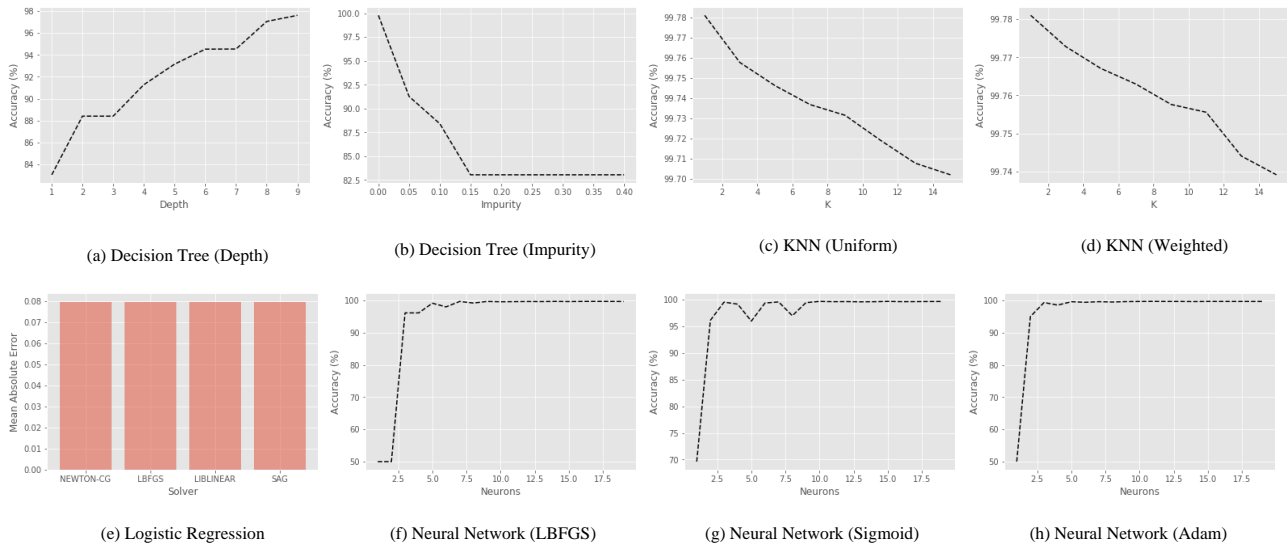 98
96
94
92
90
88
86
84
Accuracy (%)
1 2 3 4 5 6 7 8 9
Depth
(a) Decision Tree (Depth)
100.0
97.5
95.0
92.5
90.0
87.5
85.0
82.5
Accuracy (%)
0.00 0.05 0.10 0.15 0.20 0.25 0.30 0.35 0.40
Impurity
(b) Decision Tree (Impurity)
99.78
99.77
99.76
99.75
99.74
99.73
99.72
99.71
99.70
Accuracy (%)
2 4 6 8 10 12 14
K
(c) KNN (Uniform)
99.78
99.77
99.76
99.75
99.74
Accuracy (%)
2 4 6 8 10 12 14
K
(d) KNN (Weighted)
0.08
0.07
0.06
0.05
0.04
0.03
0.02
0.01
0.00
Mean Absolute Error
NEWTON-CG LBFGS LIBLINEAR SAG
Solver
(e) Logistic Regression
100
90
80
70
60
50
Accuracy (%)
2.5 5.0 7.5 10.0 12.5 15.0 17.5
Neurons
(f) Neural Network (LBFGS)
100
95
90
85
80
75
70
Accuracy (%)
2.5 5.0 7.5 10.0 12.5 15.0 17.5
Neurons
(g) Neural Network (Sigmoid)
100
90
80
70
60
50
Accuracy (%)
2.5 5.0 7.5 10.0 12.5 15.0 17.5
Neurons
(h) Neural Network (Adam)